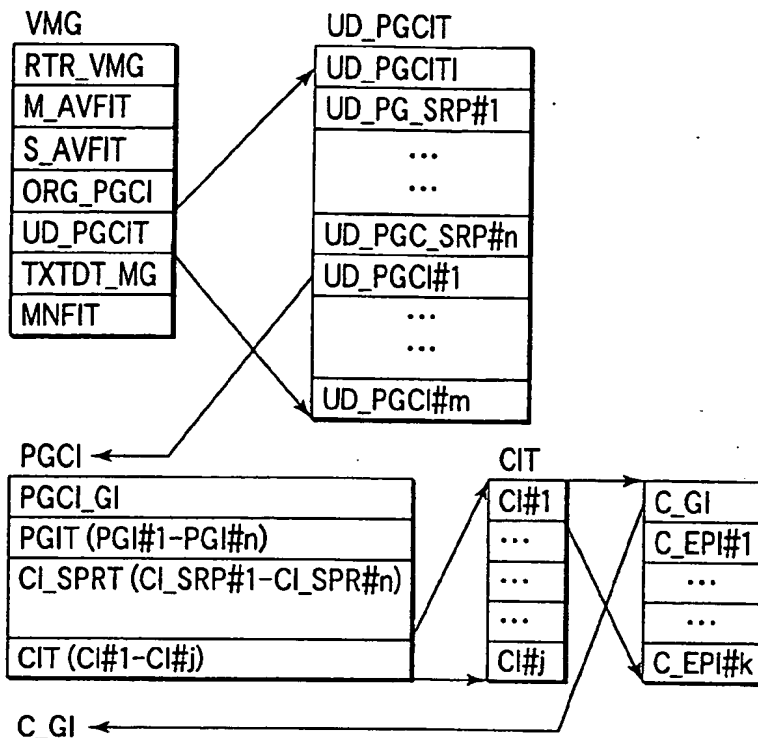 VMG
RTR_VMG
M_AVFIT
S_AVFIT
ORG_PGCI
UD_PGCIT
TXTDT_MG
MNFIT
UD_PGCIT
UD_PGCITI
UD_PG_SRP#1
...
...
UD_PGC_SRP#n
UD_PGCI#1
...
...
UD_PGCI#m
PGCI
PGCI_GI
PGIT (PGI#1-PGI#n)
CI_SPRT (CI_SRP#1-CI_SPR#n)
CIT (CI#1-CI#j)
CIT
CI#1
...
...
...
CI#j
C_GI
C_EPI#1
...
...
C_EPI#k
C_GI